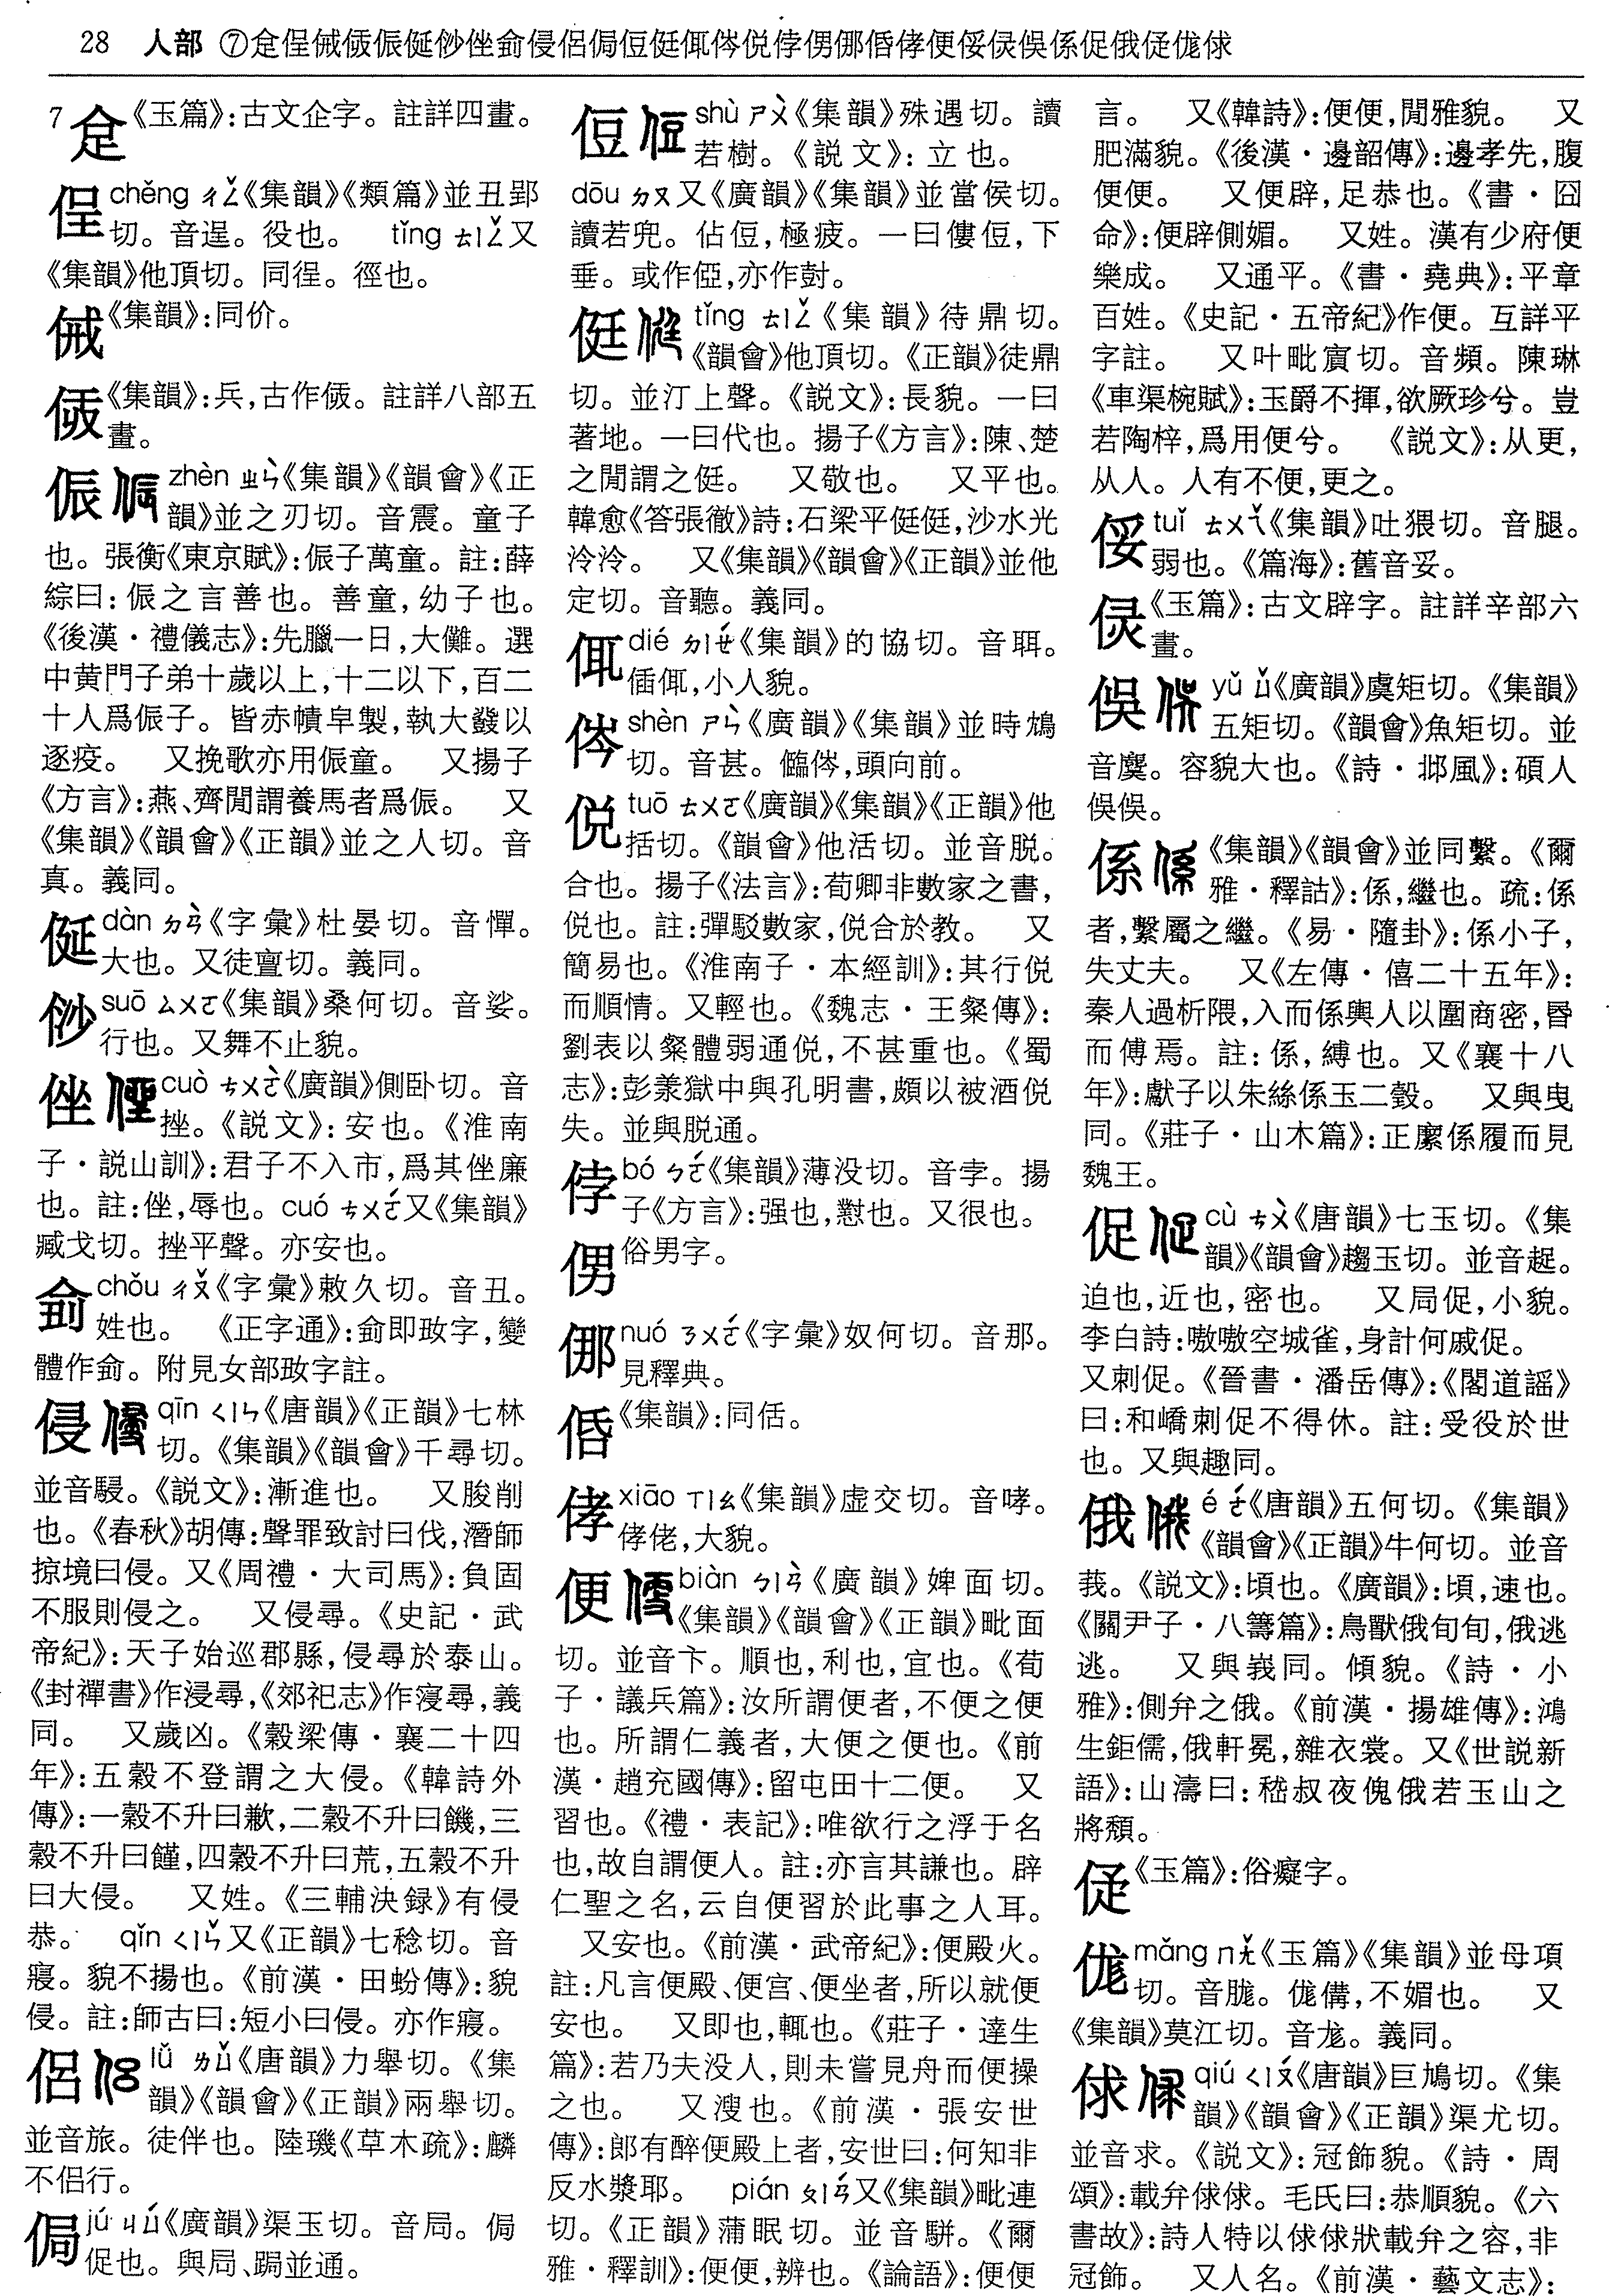 28 人部 ⑦㒰侱㑘㑗侲侹㑚侳㑫侵侶侷侸侹㑙㑞侻侼侽㑚㑻侾便俀㑥俁係促俄㑛㑝俅
7 㒰 《玉篇》:古文企字。註詳四畫。
侱 chěng ㄔㄥˇ《集韻》《類篇》並丑郢
切。音逞。役也。 tǐng ㄊㄧㄥˇ又
《集韻》他頂切。同徎。徑也。
《集韻》:同价。
《集韻》:兵,古作㑗。註詳八部五
畫。
侲 zhèn ㄓㄣˋ《集韻》《韻會》《正
韻》並之刃切。音震。童子
也。張衡《東京賦》:侲子萬童。註:薛
綜曰:侲之言善也。善童,幼子也。
《後漢·禮儀志》:先臘一日,大儺。選
中黄門子弟十歲以上,十二以下,百二
十人爲侲子。皆赤幘皁製,執大鼗以
逐疫。 又挽歌亦用侲童。 又揚子
《方言》:燕、齊閒謂養馬者爲侲。 又
《集韻》《韻會》《正韻》並之人切。音
真。義同。
dàn ㄉㄢˋ《字彙》杜晏切。音憚。
大也。又徒亶切。義同。
suō ㄙㄨㄛ《集韻》桑何切。音娑。
行也。又舞不止貌。
侳 cuò ㄘㄨㄛˋ《廣韻》側卧切。音
挫。《説文》:安也。《淮南
子·説山訓》:君子不入市,爲其侳廉
也。註:侳,辱也。cuó ㄘㄨㄛˊ又《集韻》
臧戈切。挫平聲。亦安也。
chǒu ㄔㄡˇ《字彙》敕久切。音丑。
姓也。 《正字通》:㑫即㺿字,變
體作㑫。附見女部㺿字註。
侵 qīn ㄑㄧㄣ《唐韻》《正韻》七林
切。《集韻》《韻會》千尋切。
並音駸。《説文》:漸進也。 又朘削
也。《春秋》胡傳:聲罪致討曰伐,潛師
掠境曰侵。又《周禮·大司馬》:負固
不服則侵之。 又侵尋。《史記·武
帝紀》:天子始巡郡縣,侵尋於泰山。
《封禪書》作浸尋,《郊祀志》作寖尋,義
同。 又歲凶。《穀梁傳·襄二十四
年》:五穀不登謂之大侵。《韓詩外
傳》:一穀不升曰歉,二穀不升曰饑,三
穀不升曰饉,四穀不升曰荒,五穀不升
曰大侵。 又姓。《三輔決録》有侵
恭。 qǐn ㄑㄧㄣˇ又《正韻》七稔切。音
寢。貌不揚也。《前漢·田蚡傳》:貌
侵。註:師古曰:短小曰侵。亦作寢。
侶 lǚ ㄌㄩˇ《唐韻》力舉切。《集
韻》《韻會》《正韻》兩舉切。
並音旅。徒伴也。陸璣《草木疏》:麟
不侣行。
侷 jú ㄐㄩˊ《廣韻》渠玉切。音局。侷
促也。與局、跼並通。
侸 shù ㄕㄨˋ《集韻》殊遇切。讀
若樹。《説文》:立也。
dōu ㄉㄡ又《廣韻》《集韻》並當侯切。
讀若兜。佔侸,極疲。一曰僂侸,下
垂。或作㑋,亦作尌。
侹 tǐng ㄊㄧㄥˇ《集韻》待鼎切。
《韻會》他頂切。《正韻》徒鼎
切。並汀上聲。《説文》:長貌。一曰
著地。一曰代也。揚子《方言》:陳、楚
之閒謂之侹。 又敬也。 又平也。
韓愈《答張徹》詩:石梁平侹侹,沙水光
泠泠。 又《集韻》《韻會》《正韻》並他
定切。音聽。義同。
㑙 dié ㄉㄧㄝˊ《集韻》的協切。音聑。
偛㑙,小人貌。
shèn ㄕㄣˋ《廣韻》《集韻》並時鴆
切。音甚。㒎㑞,頭向前。
侻 tuō ㄊㄨㄛ《廣韻》《集韻》《正韻》他
括切。《韻會》他活切。並音脱。
合也。揚子《法言》:荀卿非數家之書,
侻也。註:彈駁數家,侻合於教。 又
簡易也。《淮南子·本經訓》:其行侻
而順情。又輕也。《魏志·王粲傳》:
劉表以粲體弱通侻,不甚重也。《蜀
志》:彭羕獄中與孔明書,頗以被酒侻
失。並與脱通。
侼 bó ㄅㄛˊ《集韻》薄没切。音孛。揚
子《方言》:强也,懟也。又很也。
侽 俗男字。
㑚 nuó ㄋㄨㄛˊ《字彙》奴何切。音那。
見釋典。
《集韻》:同佸。
侾 xiāo ㄒㄧㄠ《集韻》虚交切。音哮。
侾佬,大貌。
便 biàn ㄅㄧㄢˋ《廣韻》婢面切。
《集韻》《韻會》《正韻》毗面
切。並音卞。順也,利也,宜也。《荀
子·議兵篇》:汝所謂便者,不便之便
也。所謂仁義者,大便之便也。《前
漢·趙充國傳》:留屯田十二便。 又
習也。《禮·表記》:唯欲行之浮于名
也,故自謂便人。註:亦言其謙也。辟
仁聖之名,云自便習於此事之人耳。
又安也。《前漢·武帝紀》:便殿火。
註:凡言便殿、便宫、便坐者,所以就便
安也。 又即也,輒也。《莊子·達生
篇》:若乃夫没人,則未嘗見舟而便操
之也。 又溲也。《前漢·張安世
傳》:郎有醉便殿上者,安世曰:何知非
反水漿耶。 pián ㄆㄧㄢˊ又《集韻》毗連
切。《正韻》蒲眠切。並音駢。《爾
雅·釋訓》:便便,辨也。《論語》:便便
言。 又《韓詩》:便便,閒雅貌。 又
肥滿貌。《後漢·邊韶傳》:邊孝先,腹
便便。 又便辟,足恭也。《書·囧
命》:便辟側媚。 又姓。漢有少府便
樂成。 又通平。《書·堯典》:平章
百姓。《史記·五帝紀》作便。互詳平
字註。 又叶毗賓切。音頻。陳琳
《車渠椀賦》:玉爵不揮,欲厥珍兮。豈
若陶梓,爲用便兮。 《説文》:从更,
从人。人有不便,更之。
俀 tuǐ ㄊㄨㄟˇ《集韻》吐猥切。音腿。
弱也。《篇海》:舊音妥。
《玉篇》:古文辟字。註詳辛部六
畫。
俁 yǔ ㄩˇ《廣韻》虞矩切。《集韻》
五矩切。《韻會》魚矩切。並
音麌。容貌大也。《詩·邶風》:碩人
俁俁。
係 《集韻》《韻會》並同繫。《爾
雅·釋詁》:係,繼也。疏:係
者,繫屬之繼。《易·隨卦》:係小子,
失丈夫。 又《左傳·僖二十五年》:
秦人過析隈,入而係輿人以圍商密,昬
而傅焉。註:係,縛也。又《襄十八
年》:獻子以朱絲係玉二瑴。 又與曳
同。《莊子·山木篇》:正緳係履而見
魏王。
促 cù ㄘㄨˋ《唐韻》七玉切。《集
韻》《韻會》趨玉切。並音趗。
迫也,近也,密也。 又局促,小貌。
李白詩:嗷嗷空城雀,身計何戚促。
又刺促。《晉書·潘岳傳》:《閣道謡》
曰:和嶠刺促不得休。註:受役於世
也。又與趣同。
俄 é ㄜˊ《唐韻》五何切。《集韻》
《韻會》《正韻》牛何切。並音
莪。《説文》:頃也。《廣韻》:頃,速也。
《關尹子·八籌篇》:鳥獸俄旬旬,俄逃
逃。 又與峩同。傾貌。《詩·小
雅》:側弁之俄。《前漢·揚雄傳》:鴻
生鉅儒,俄軒冕,雜衣裳。又《世説新
語》:山濤曰:嵇叔夜傀俄若玉山之
將頽。
《玉篇》:俗癡字。
mǎng ㄇㄤˇ《玉篇》《集韻》並母項
切。音䏵。㑝傋,不媚也。 又
《集韻》莫江切。音尨。義同。
俅 qiú ㄑㄧㄡˊ《唐韻》巨鳩切。《集
韻》《韻會》《正韻》渠尤切。
並音求。《説文》:冠飾貌。《詩·周
頌》:載弁俅俅。毛氏曰:恭順貌。《六
書故》:詩人特以俅俅狀載弁之容,非
冠飾。 又人名。《前漢·藝文志》: